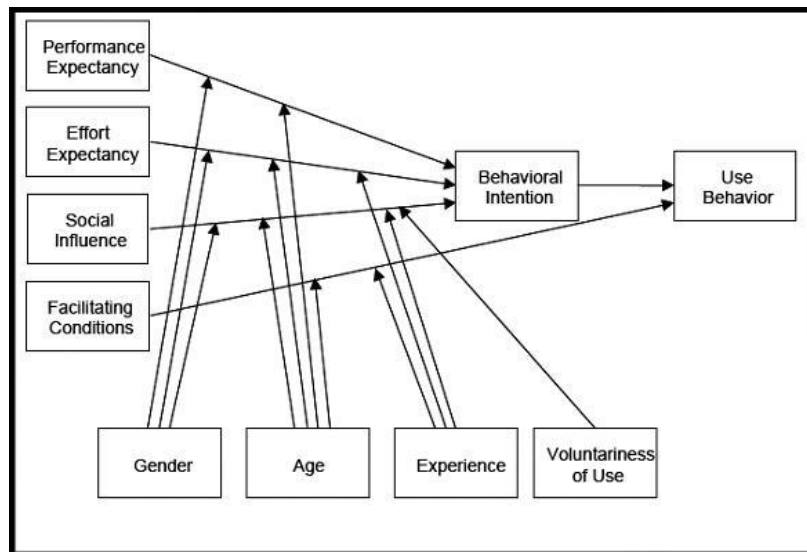 Performance
Expectancy
Effort
Expectancy
Social
Influence
Facilitating
Conditions
Behavioral
Intention
Use
Behavior
Gender
Age
Experience
Voluntariness
of Use